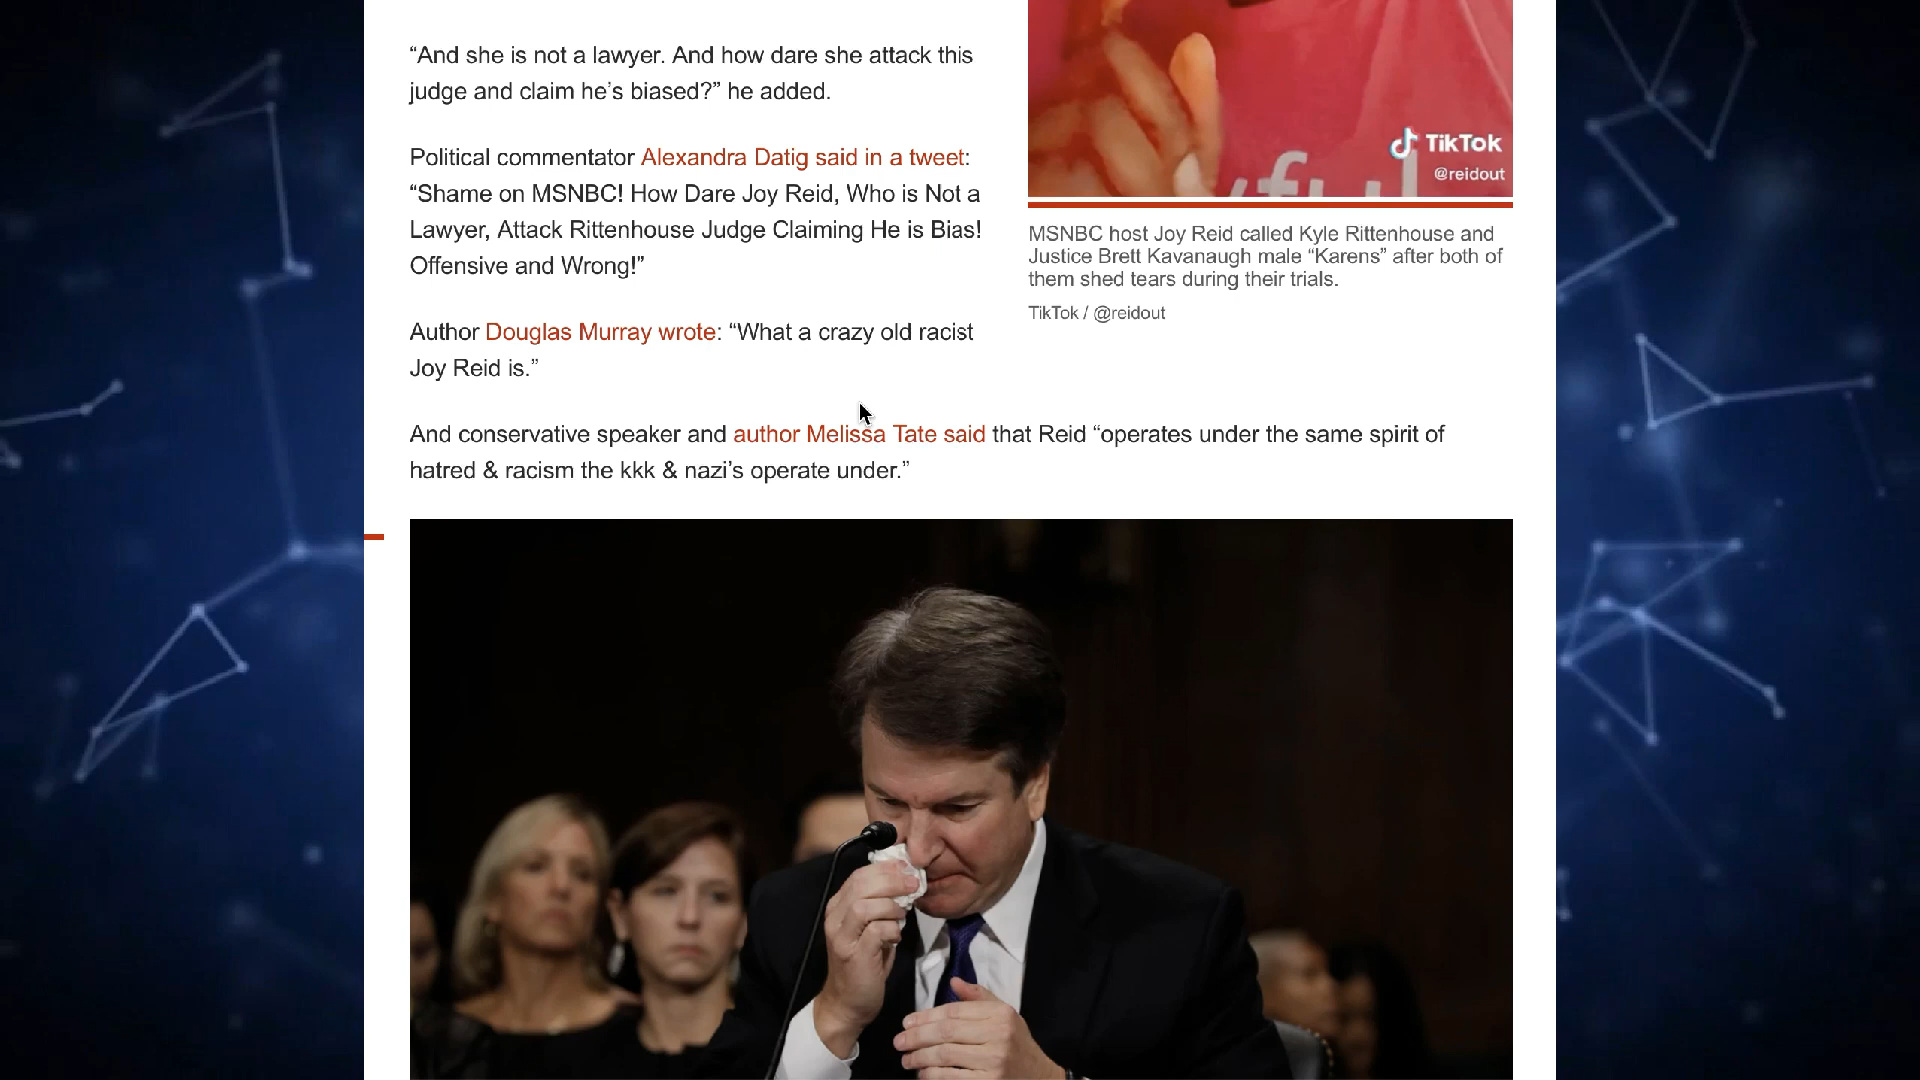 “And she is not a lawyer. And how dare she attack this
judge and claim he’s biased?” he added.
Political commentator Alexandra Datig said in a tweet:
“Shame on MSNBC! How Dare Joy Reid, Who is Not a
Lawyer, Attack Rittenhouse Judge Claiming He is Bias!
Offensive and Wrong!”
Author Douglas Murray wrote: “What a crazy old racist
Joy Reid is.”
And conservative speaker and author Melissa Tate said that Reid “operates under the same spirit of
hatred & racism the kkk & nazi’s operate under.”
TikTok
@reidout
MSNBC host Joy Reid called Kyle Rittenhouse and
Justice Brett Kavanaugh male “Karens” after both of
them shed tears during their trials.
TikTok / @reidout